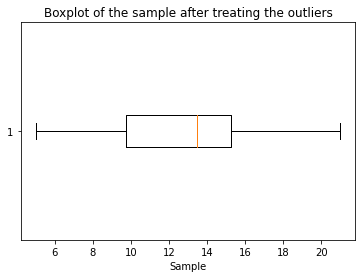 Boxplot of the sample after treating the outliers
1
6 8 10 12 14 16 18 20
Sample